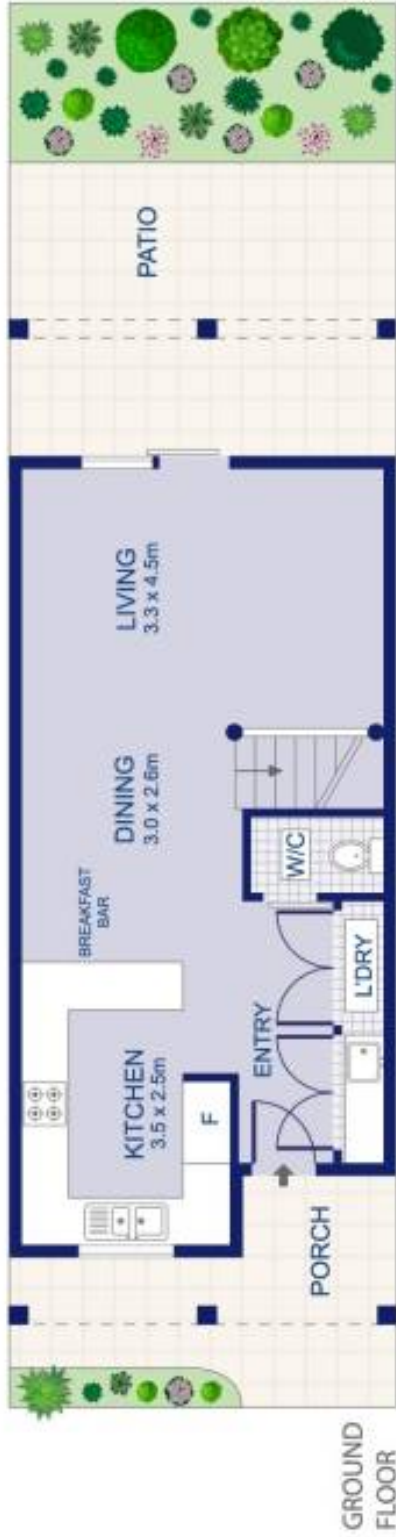 PATIO
LIVING
3.3 x 4.5m
DINING
3.0 x 2.6m
BREAKFAST
BAR
KITCHEN
3.5 x 2.5m
F
W/C
ENTRY
L'DRY
PORCH
GROUND
FLOOR